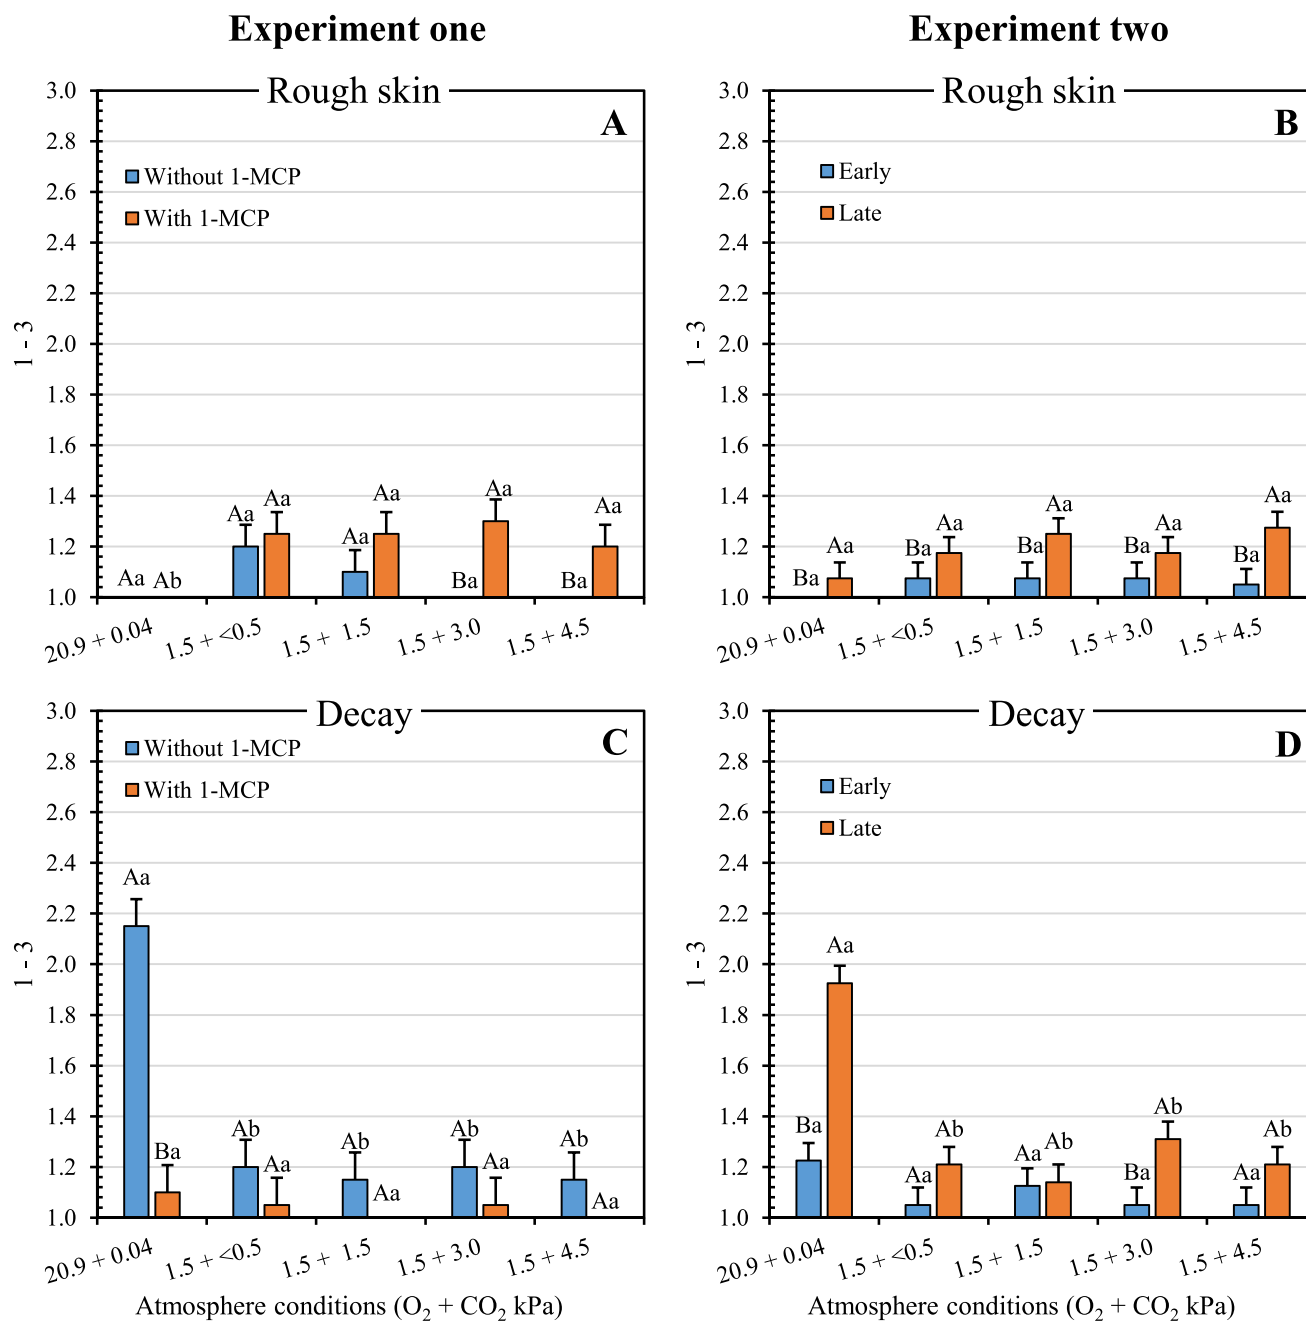 Experiment one
Experiment two
Rough skin
A
Without 1-MCP
With 1-MCP
1 - 3
3.0
2.8
2.6
2.4
2.2
2.0
1.8
1.6
1.4
1.2
1.0
Aa Ab Aa Aa Aa Aa Ba Aa Ba Aa
20.9 + 0.04 1.5 + <0.5 1.5 + 1.5 1.5 + 3.0 1.5 + 4.5
Rough skin
B
Early
Late
1 - 3
3.0
2.8
2.6
2.4
2.2
2.0
1.8
1.6
1.4
1.2
1.0
Ba Aa Ba Aa Ba Aa Ba Aa Ba Aa
20.9 + 0.04 1.5 + <0.5 1.5 + 1.5 1.5 + 3.0 1.5 + 4.5
Decay
C
Without 1-MCP
With 1-MCP
1 - 3
3.0
2.8
2.6
2.4
2.2
2.0
1.8
1.6
1.4
1.2
1.0
Aa Ba Ab Aa Ab Aa Ab Aa Ab Aa
20.9 + 0.04 1.5 + <0.5 1.5 + 1.5 1.5 + 3.0 1.5 + 4.5
Atmosphere conditions (O₂ + CO₂ kPa)
Decay
D
Early
Late
1 - 3
3.0
2.8
2.6
2.4
2.2
2.0
1.8
1.6
1.4
1.2
1.0
Ba Aa Aa Ab Aa Ab Ba Ab Aa Ab
20.9 + 0.04 1.5 + <0.5 1.5 + 1.5 1.5 + 3.0 1.5 + 4.5
Atmosphere conditions (O₂ + CO₂ kPa)